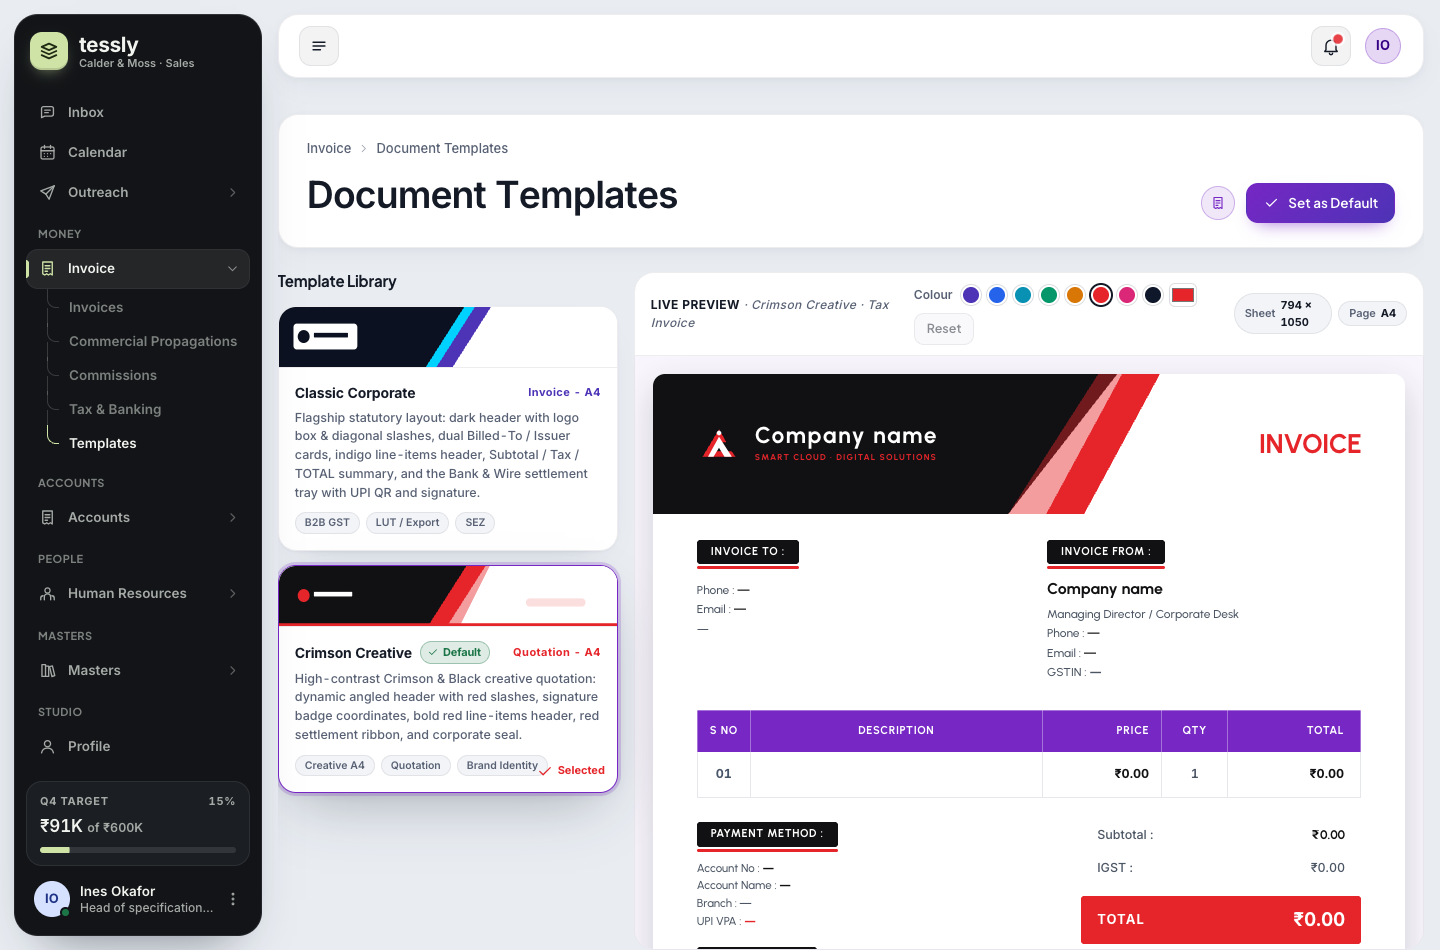 tessly
Calder & Moss · Sales
Inbox
Calendar
Outreach
MONEY
Invoice
Invoices
Commercial Propagations
Commissions
Tax & Banking
Templates
ACCOUNTS
Accounts
PEOPLE
Human Resources
MASTERS
Masters
STUDIO
Profile
Q4 TARGET 15%
₹91K of ₹600K
IO
Ines Okafor
Head of specification...
IO
Invoice > Document Templates
Document Templates
Set as Default
Template Library
Classic Corporate Invoice - A4
Flagship statutory layout: dark header with logo
box & diagonal slashes, dual Billed-To / Issuer
cards, indigo line-items header, Subtotal / Tax /
TOTAL summary, and the Bank & Wire settlement
tray with UPI QR and signature.
B2B GST LUT / Export SEZ
Crimson Creative Default Quotation - A4
High-contrast Crimson & Black creative quotation:
dynamic angled header with red slashes, signature
badge coordinates, bold red line-items header, red
settlement ribbon, and corporate seal.
Creative A4 Quotation Brand Identity Selected
LIVE PREVIEW · Crimson Creative · Tax
Invoice
Colour
Reset
Sheet 794 ×
1050
Page A4
Company name
SMART CLOUD · DIGITAL SOLUTIONS
INVOICE
INVOICE TO :
Phone : —
Email : —
—
INVOICE FROM :
Company name
Managing Director / Corporate Desk
Phone : —
Email : —
GSTIN : —
S NO DESCRIPTION PRICE QTY TOTAL
01 ₹0.00 1 ₹0.00
PAYMENT METHOD :
Account No : —
Account Name : —
Branch : —
UPI VPA : —
Subtotal : ₹0.00
IGST : ₹0.00
TOTAL ₹0.00